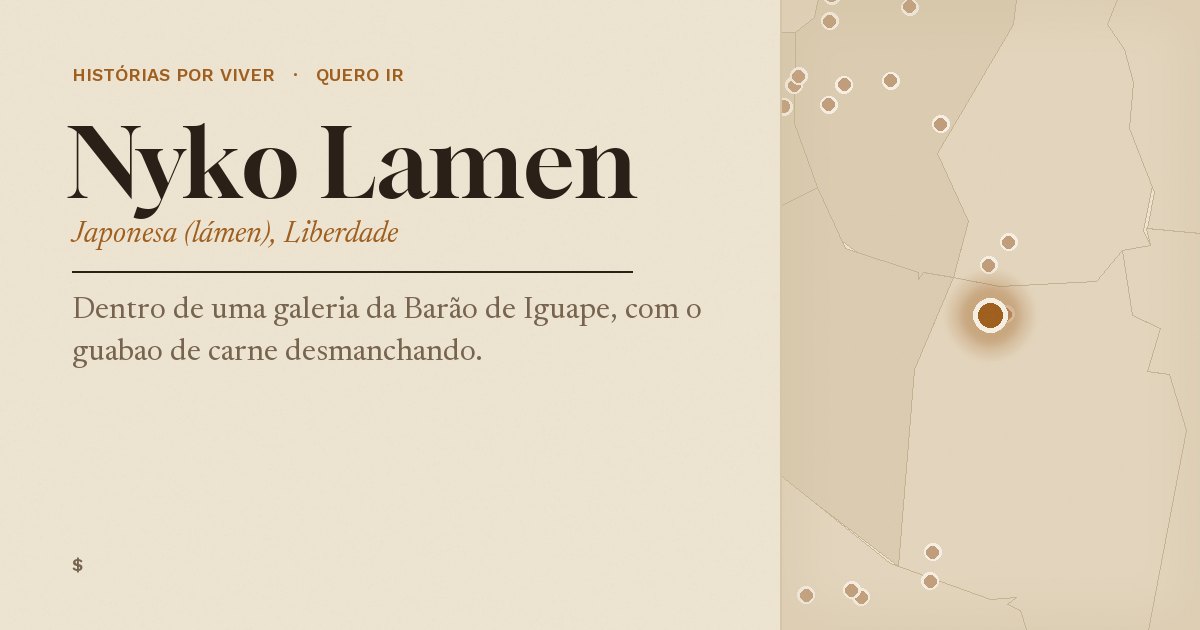 HISTÓRIAS POR VIVER · QUERO IR
Nyko Lamen
Japonesa (lámen), Liberdade
Dentro de uma galeria da Barão de Iguape, com o
guabao de carne desmanchando.
$